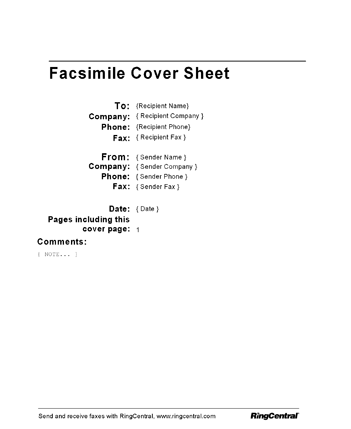 Facsimile Cover Sheet
To: {Recipient Name}
Company: { Recipient Company }
Phone: {Recipient Phone}
Fax: { Recipient Fax }
From: { Sender Name }
Company: { Sender Company }
Phone: { Sender Phone }
Fax: { Sender Fax }
Date: { Date }
Pages including this
cover page: 1
Comments:
{ NOTE... }
Send and receive faxes with RingCentral, www.ringcentral.com RingCentral